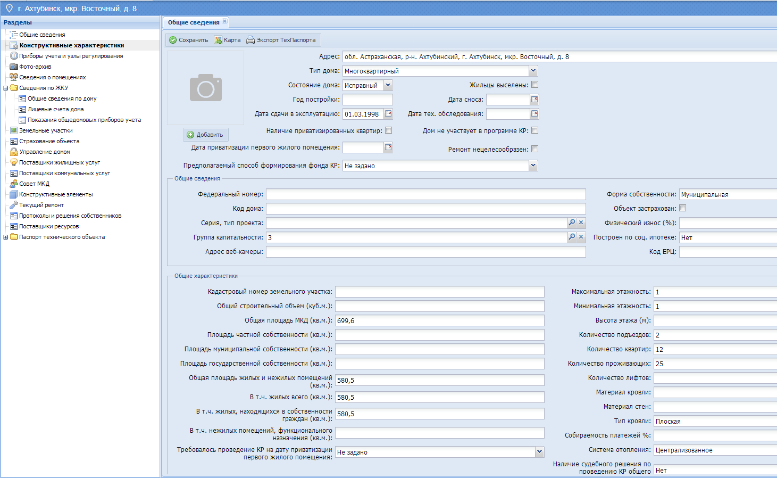 г. Ахтубинск, мкр. Восточный, д. 8
Разделы
Общие сведения
Конструктивные характеристики
Приборы учета и узлы регулирования
Фото-архив
Сведения о помещениях
Сведения по ЖКУ
Общие сведения по дому
Лицевые счета дома
Показания общедомовых приборов учета
Земельные участки
Страхование объекта
Управление домом
Поставщики жилищных услуг
Поставщики коммунальных услуг
Совет МКД
Конструктивные элементы
Текущий ремонт
Протоколы и решения собственников
Поставщики ресурсов
Паспорт технического объекта
Общие сведения
Сохранить Карта Экспорт ТехПаспорта
Добавить
Адрес: обл. Астраханская, р-н. Ахтубинский, г. Ахтубинск, мкр. Восточный, д. 8
Тип дома: Многоквартирный
Состояние дома: Исправный Жильцы выселены:
Год постройки: Дата сноса:
Дата сдачи в эксплуатацию: 01.03.1998 Дата тех. обследования:
Наличие приватизированных квартир: Дом не участвует в программе КР:
Дата приватизации первого жилого помещения: Ремонт нецелесообразен:
Предполагаемый способ формирования фонда КР: Не задано
Общие сведения
Федеральный номер: Форма собственности: Муниципальная
Код дома: Объект застрахован:
Серия, тип проекта: Физический износ (%):
Группа капитальности: 3 Построен по соц. ипотеке: Нет
Адрес веб-камеры: Код ЕРЦ:
Общие характеристики
Кадастровый номер земельного участка: Максимальная этажность: 1
Общий строительный объем (куб.м.): Минимальная этажность: 1
Общая площадь МКД (кв.м.): 699,6 Высота этажа (м):
Площадь частной собственности (кв.м.): Количество подъездов: 2
Площадь муниципальной собственности (кв.м.): Количество квартир: 12
Площадь государственной собственности (кв.м.): Количество проживающих: 25
Общая площадь жилых и нежилых помещений (кв.м.): 580,5 Количество лифтов:
В т.ч. жилых всего (кв.м.): 580,5 Материал кровли:
В т.ч. жилых, находящихся в собственности граждан (кв.м.): 580,5 Материал стен:
Тип кровли: Плоская
В т.ч. нежилых помещений, функционального назначения (кв.м.): Собираемость платежей %:
Требовалось проведение КР на дату приватизации первого жилого помещения: Не задано Система отопления: Централизованное
Наличие судебного решения по проведению КР общего Нет